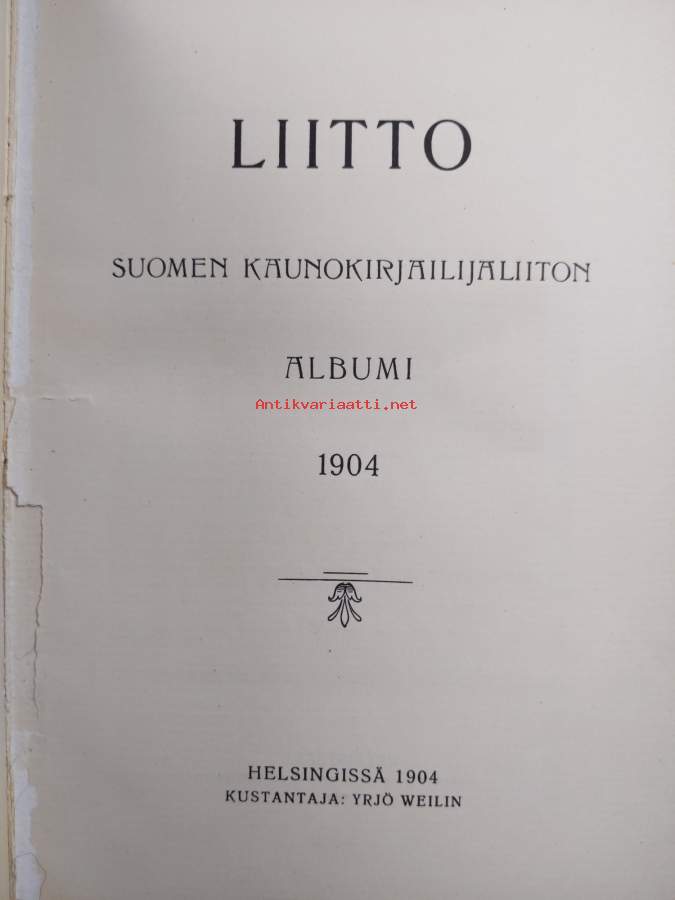 LIITTO
SUOMEN KAUNOKIRJAILIJALIITON
ALBUMI
Antikvariaatti.net
1904
HELSINGISSÄ 1904
KUSTANTAJA: YRJÖ WEILIN